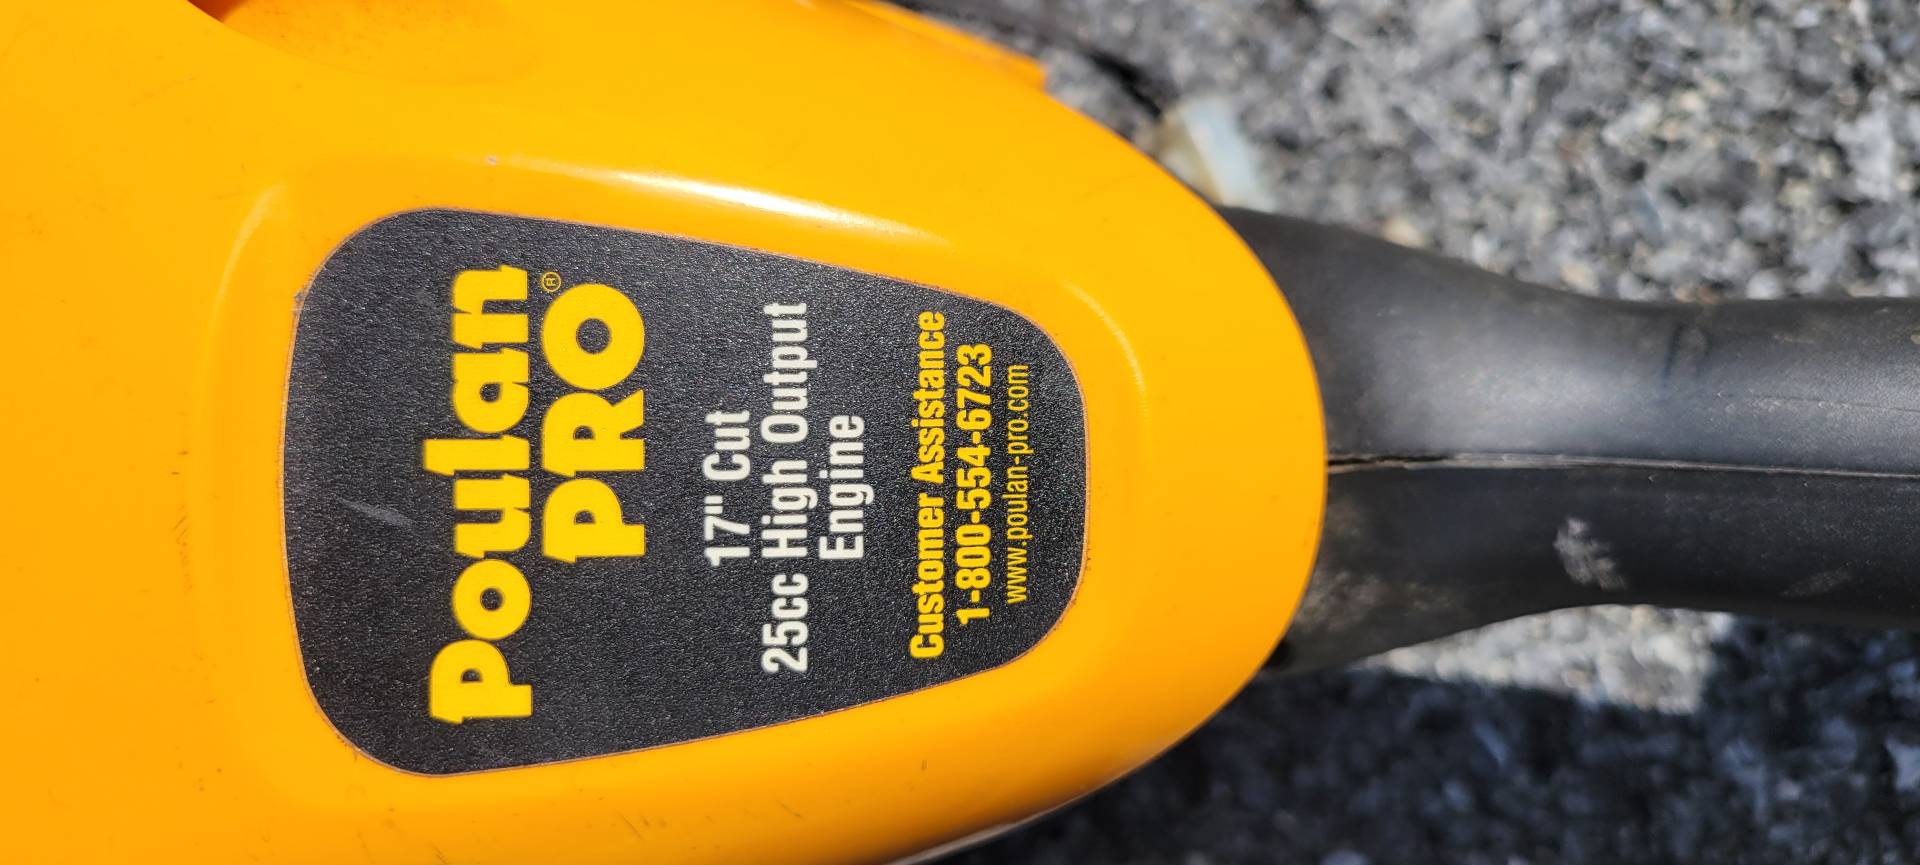 Poulan®
PRO
17" Cut
25cc High Output
Engine
Customer Assistance
1-800-554-6723
www.poulan-pro.com